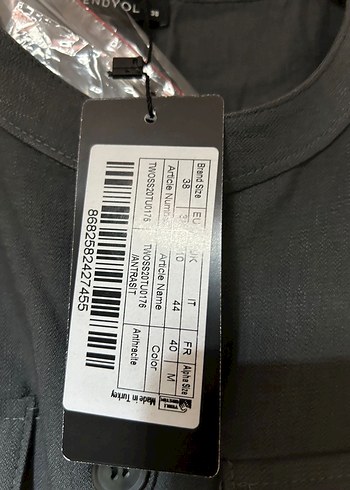 ENDYOL
38
Brand Size EU UK IT FR Alpha Size
38 10 44 40 M
Article Number Article Name Color
TWOSS20TU0176 TWOSS20TU0176 Anthracite
/ANTRASIT
8682582427455
Made in Turkey